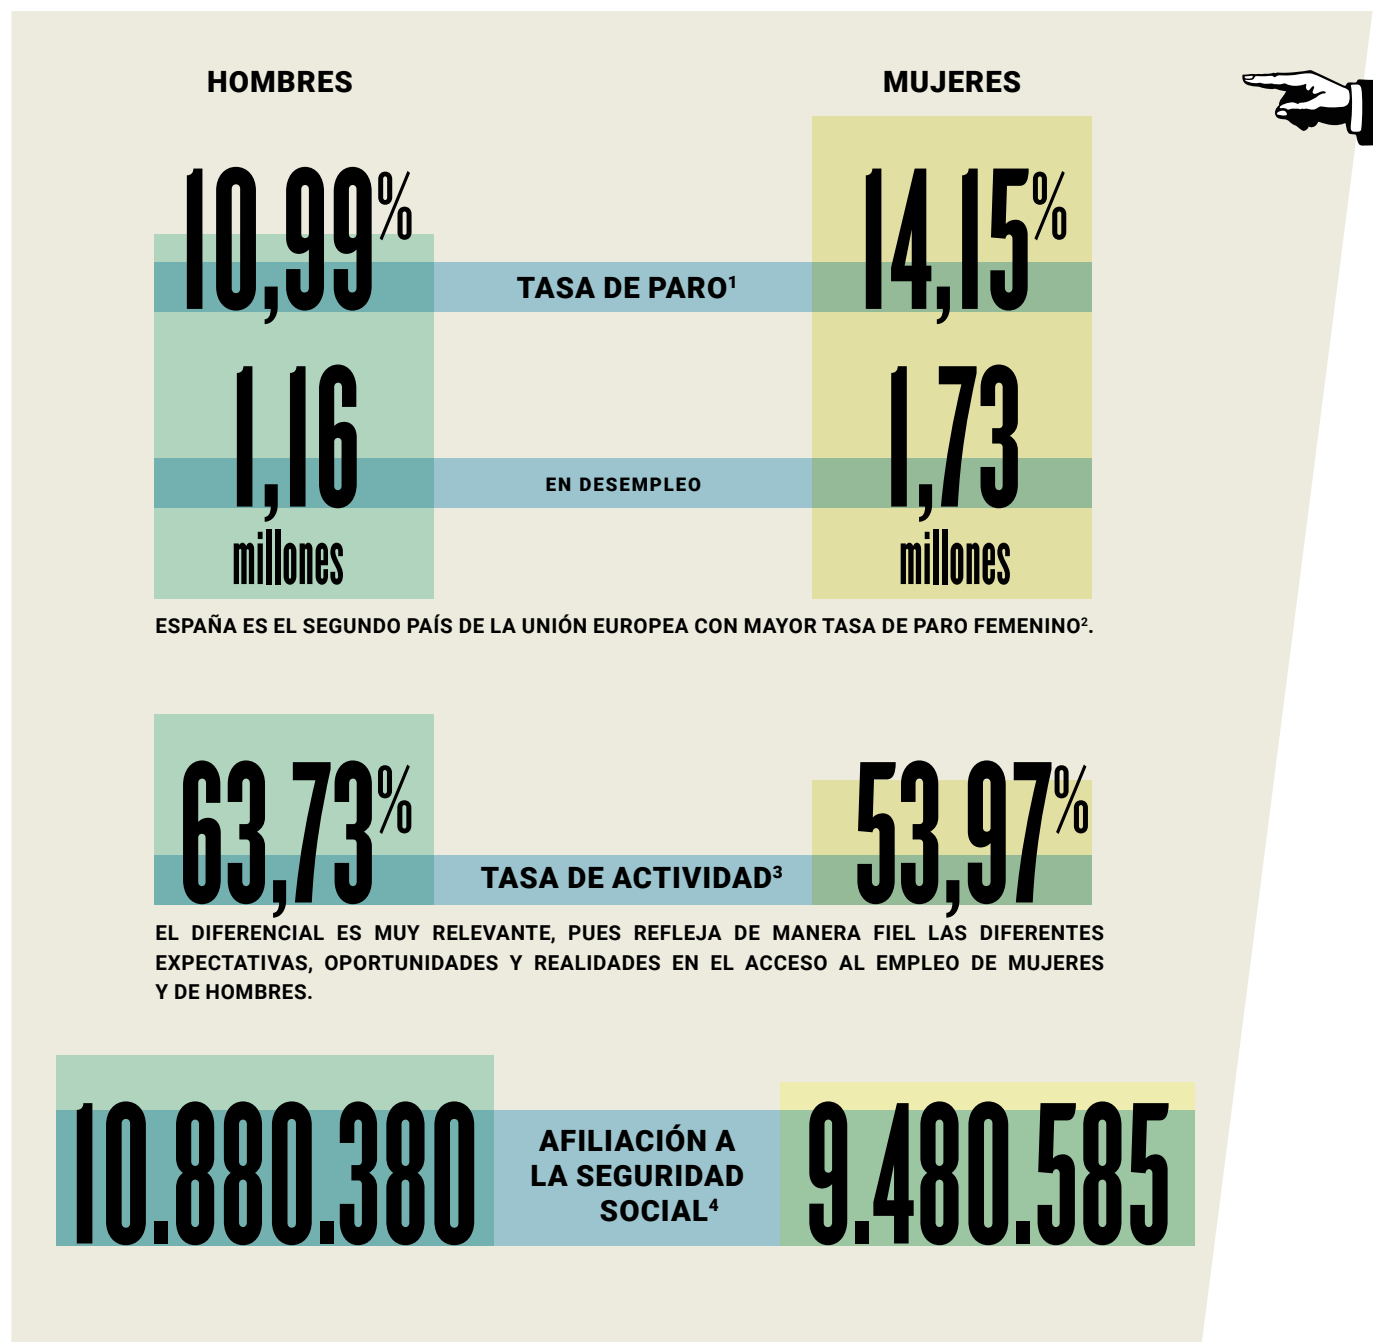 HOMBRES MUJERES
10,99% TASA DE PARO¹ 14,15%
1,16 EN DESEMPLEO 1,73
millones millones
ESPAÑA ES EL SEGUNDO PAÍS DE LA UNIÓN EUROPEA CON MAYOR TASA DE PARO FEMENINO².
63,73% TASA DE ACTIVIDAD³ 53,97%
EL DIFERENCIAL ES MUY RELEVANTE, PUES REFLEJA DE MANERA FIEL LAS DIFERENTES
EXPECTATIVAS, OPORTUNIDADES Y REALIDADES EN EL ACCESO AL EMPLEO DE MUJERES
Y DE HOMBRES.
10.880.380
AFILIACIÓN A
LA SEGURIDAD
SOCIAL⁴
9.480.585